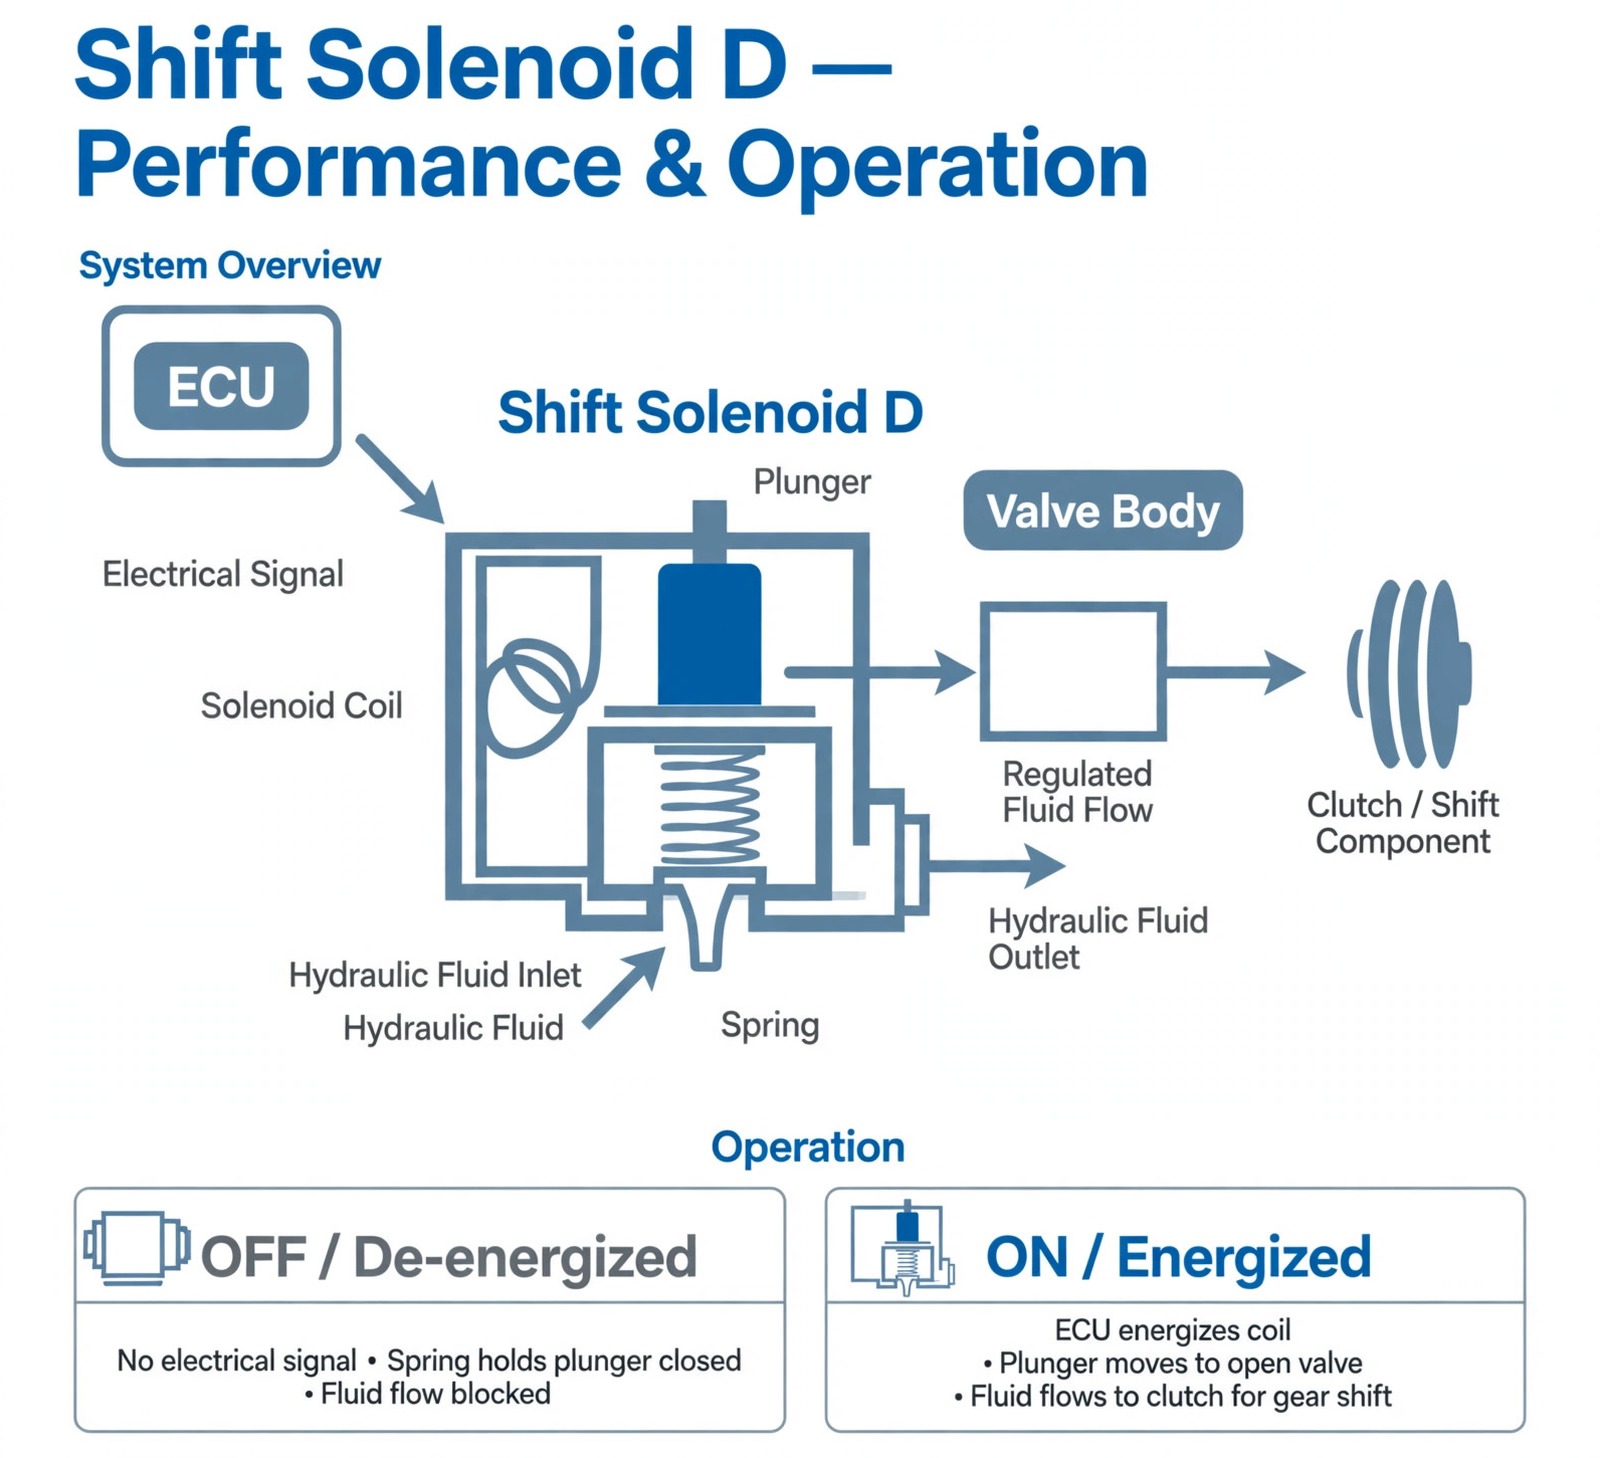 Shift Solenoid D —
Performance & Operation
System Overview
ECU
Shift Solenoid D
Plunger
Valve Body
Electrical Signal
Solenoid Coil
Regulated
Fluid Flow
Clutch / Shift
Component
Hydraulic Fluid
Outlet
Hydraulic Fluid Inlet
Hydraulic Fluid
Spring
Operation
OFF / De-energized
No electrical signal • Spring holds plunger closed
• Fluid flow blocked
ON / Energized
ECU energizes coil
• Plunger moves to open valve
• Fluid flows to clutch for gear shift